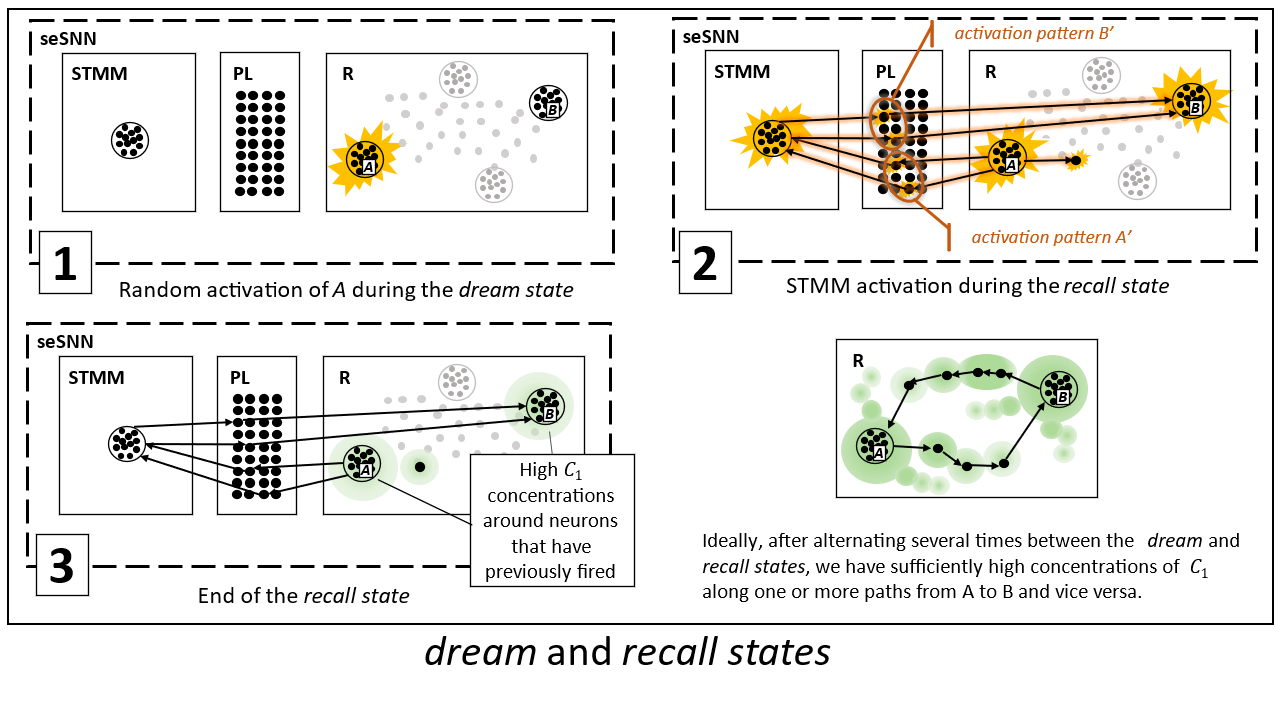 seSNN
STMM
PL
R
A
B
1
Random activation of A during the dream state
seSNN
STMM
PL
R
activation pattern B′
A
B
activation pattern A′
2
STMM activation during the recall state
seSNN
STMM
PL
R
A
B
High C1
concentrations
around neurons
that have
previously fired
3
End of the recall state
R
A
B
Ideally, after alternating several times between the dream and
recall states, we have sufficiently high concentrations of C1
along one or more paths from A to B and vice versa.
dream and recall states